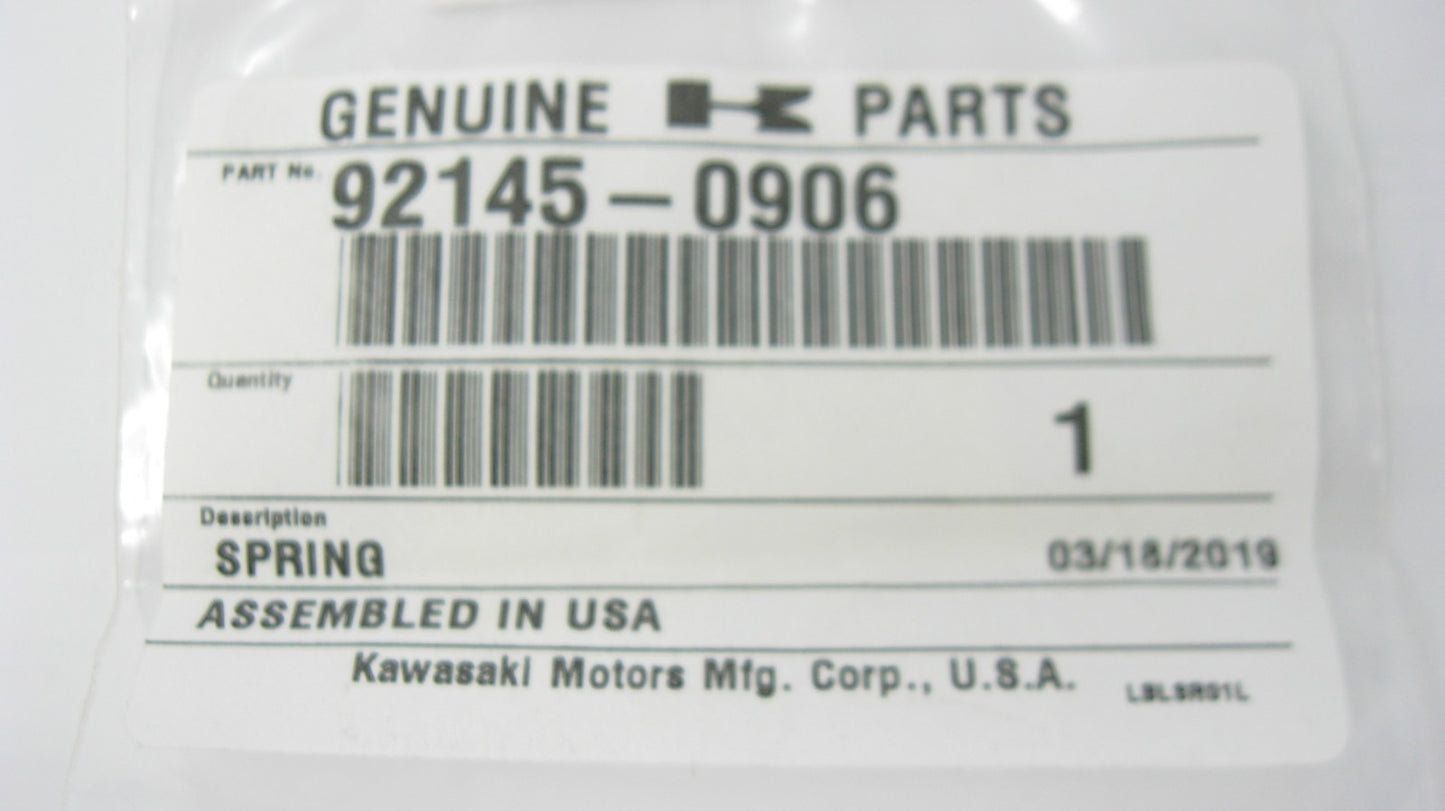 GENUINE K PARTS
PART No. 92145-0906
Quantity
1
Description
SPRING 03/18/2019
ASSEMBLED IN USA
Kawasaki Motors Mfg. Corp., U.S.A.